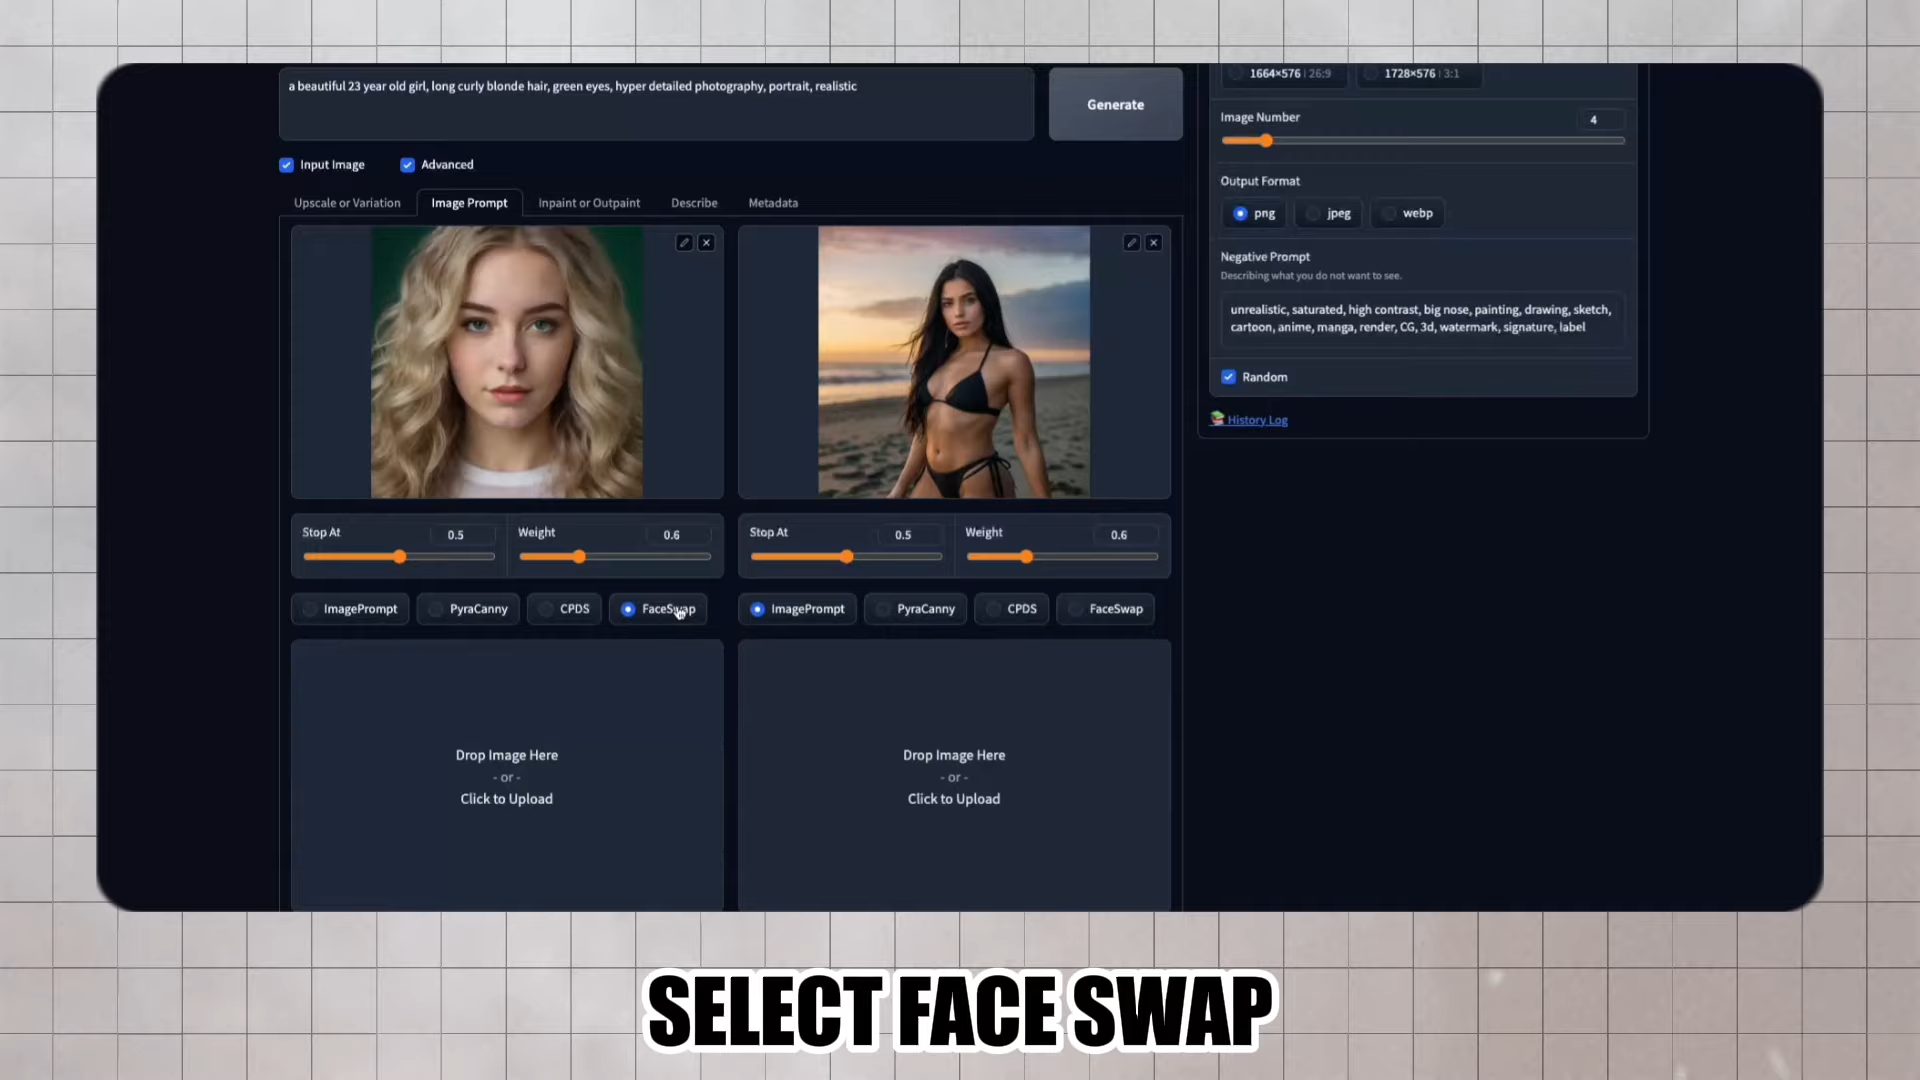 a beautiful 23 year old girl, long curly blonde hair, green eyes, hyper detailed photography, portrait, realistic
Generate
Input Image
Advanced
Upscale or Variation
Image Prompt
Inpaint or Outpaint
Describe
Metadata
Stop At
0.5
Weight
0.6
Stop At
0.5
Weight
0.6
ImagePrompt
PyraCanny
CPDS
FaceSwap
ImagePrompt
PyraCanny
CPDS
FaceSwap
Drop Image Here
- or -
Click to Upload
Drop Image Here
- or -
Click to Upload
1664×576 | 26:9
1728×576 | 3:1
Image Number
4
Output Format
png
jpeg
webp
Negative Prompt
Describing what you do not want to see.
unrealistic, saturated, high contrast, big nose, painting, drawing, sketch,
cartoon, anime, manga, render, CG, 3d, watermark, signature, label
Random
History Log
SELECT FACE SWAP